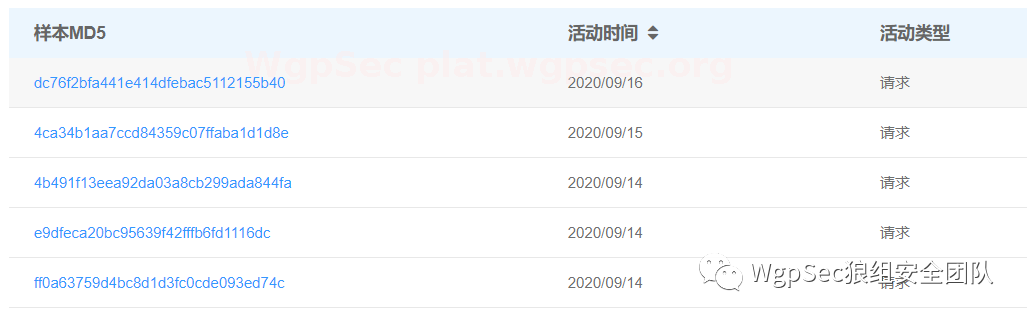 样本MD5 活动时间 活动类型
WgpSec plat.wgpsec.org
dc76f2bfa441e414dfebac5112155b40 2020/09/16 请求
4ca34b1aa7ccd84359c07ffaba1d1d8e 2020/09/15 请求
4b491f13eea92da03a8cb299ada844fa 2020/09/14 请求
e9dfeca20bc95639f42fffb6fd1116dc 2020/09/14 请求
WgpSec狼组安全团队
ff0a63759d4bc8d1d3fc0cde093ed74c 2020/09/14 请求